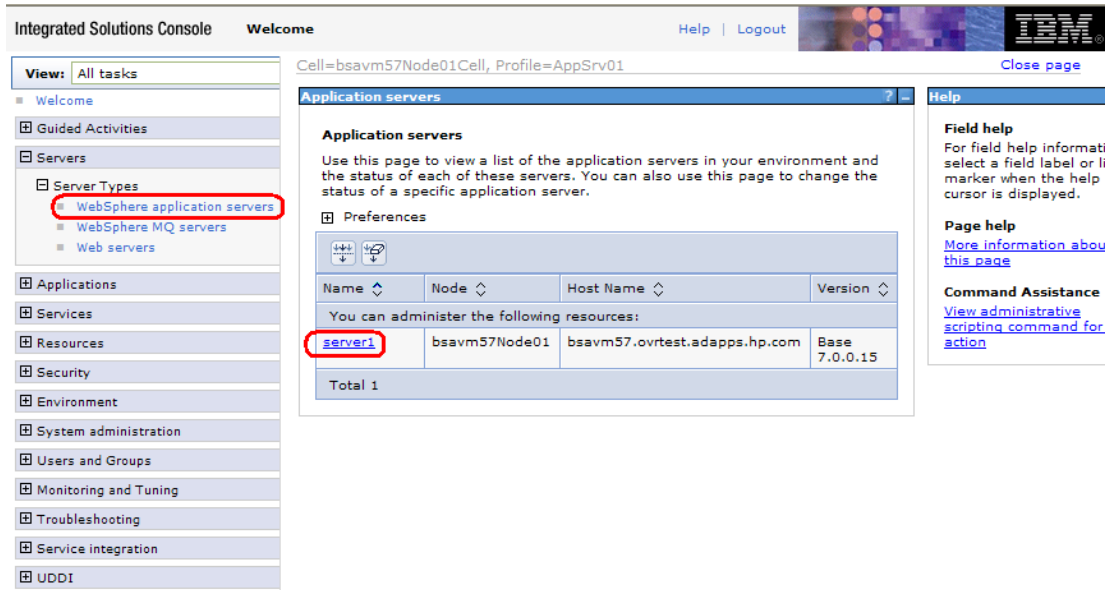 Integrated Solutions Console Welcome Help | Logout IBM®
View: All tasks
Welcome
Guided Activities
Servers
Server Types
WebSphere application servers
WebSphere MQ servers
Web servers
Applications
Services
Resources
Security
Environment
System administration
Users and Groups
Monitoring and Tuning
Troubleshooting
Service integration
UDDI
Cell=bsavm57Node01Cell, Profile=AppSrv01 Close page
Application servers ? –
Application servers
Use this page to view a list of the application servers in your environment and
the status of each of these servers. You can also use this page to change the
status of a specific application server.
Preferences
Name Node Host Name Version
You can administer the following resources:
server1 bsavm57Node01 bsavm57.ovrtest.adapps.hp.com Base
7.0.0.15
Total 1
Help
Field help
For field help informati
select a field label or li
marker when the help
cursor is displayed.
Page help
More information abou
this page
Command Assistance
View administrative
scripting command for
action